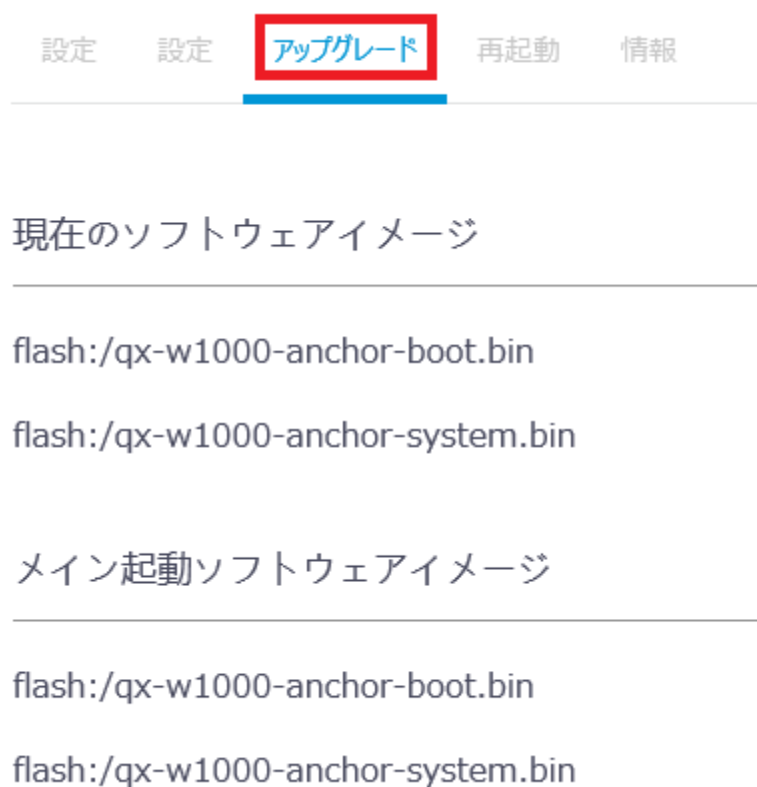 設定 設定 アップグレード 再起動 情報
現在のソフトウェアイメージ
flash:/qx-w1000-anchor-boot.bin
flash:/qx-w1000-anchor-system.bin
メイン起動ソフトウェアイメージ
flash:/qx-w1000-anchor-boot.bin
flash:/qx-w1000-anchor-system.bin